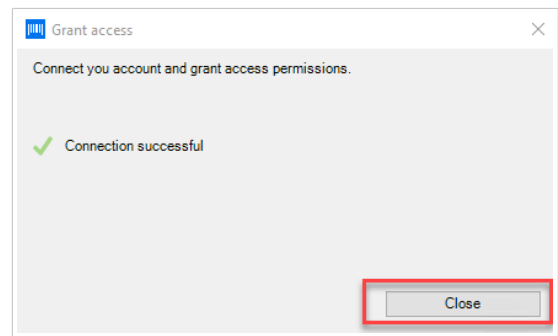 Grant access
Connect you account and grant access permissions.
Connection successful
Close